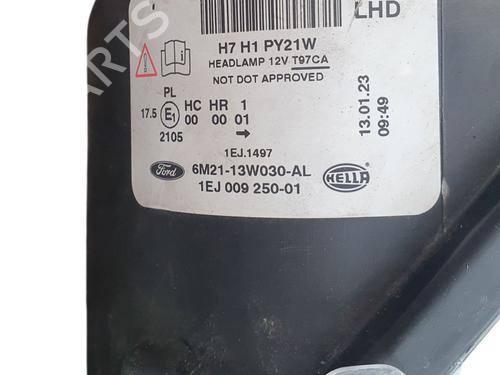 LHD
H7 H1 PY21W
HEADLAMP 12V T97CA
NOT DOT APPROVED
PL
17.5 E1 HC HR 1
00 00 01
2105
1EJ.1497
Ford 6M21-13W030-AL
1EJ 009 250-01
HELLA
13.01.23
09:49
PARTS